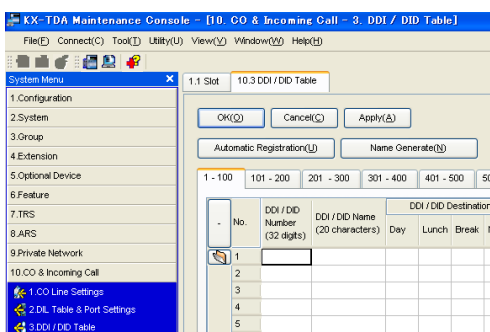 KX-TDA Maintenance Console - [10. CO & Incoming Call - 3. DDI / DID Table]
File(F) Connect(C) Tool(T) Utility(U) View(V) Window(W) Help(H)
System Menu X
1.1 Slot 10.3 DDI / DID Table
1.Configuration
2.System
3.Group
4.Extension
5.Optional Device
6.Feature
7.TRS
8.ARS
9.Private Network
10.CO & Incoming Call
1.CO Line Settings
2.DIL Table & Port Settings
3.DDI / DID Table
OK(O) Cancel(C) Apply(A)
Automatic Registration(U) Name Generate(N)
1 - 100 101 - 200 201 - 300 301 - 400 401 - 500
- No. DDI / DID Number (32 digits) DDI / DID Name (20 characters) DDI / DID Destination
Day Lunch Break
1
2
3
4
5